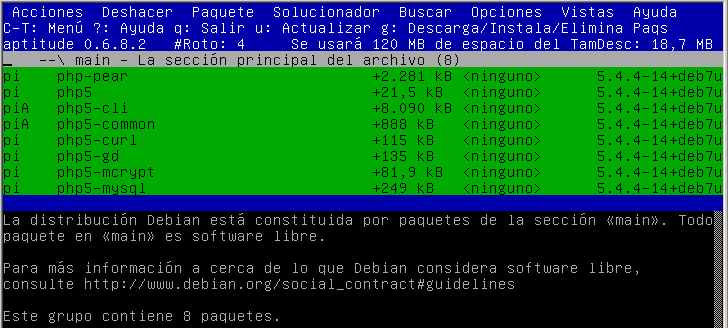 Acciones  Deshacer  Paquete  Solucionador  Buscar  Opciones  Vistas  Ayuda
C-T: Menú ?: Ayuda q: Salir u: Actualizar g: Descarga/Instala/Elimina Paqs
aptitude 0.6.8.2   #Roto: 4    Se usará 120 MB de espacio del TamDesc: 18,7 MB
--\ main - La sección principal del archivo (8)
pi    php-pear    +2.281 kB  <ninguno>    5.4.4-14+deb7u
pi    php5    +21,5 kB   <ninguno>    5.4.4-14+deb7u
piA   php5-cli    +8.090 kB  <ninguno>    5.4.4-14+deb7u
piA   php5-common    +888 kB    <ninguno>    5.4.4-14+deb7u
pi    php5-curl    +115 kB    <ninguno>    5.4.4-14+deb7u
pi    php5-gd    +135 kB    <ninguno>    5.4.4-14+deb7u
pi    php5-mcrypt    +81,9 kB   <ninguno>    5.4.4-14+deb7u
pi    php5-mysql    +249 kB    <ninguno>    5.4.4-14+deb7u
La distribución Debian está constituida por paquetes de la sección «main». Todo
paquete en «main» es software libre.
Para más información a cerca de lo que Debian considera software libre,
consulte http://www.debian.org/social_contract#guidelines
Este grupo contiene 8 paquetes.